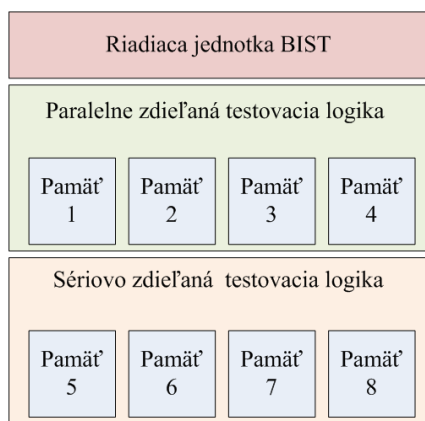 Riadiaca jednotka BIST
Paralelne zdieľaná testovacia logika
Pamäť Pamäť Pamäť Pamäť
1 2 3 4
Sériovo zdieľaná testovacia logika
Pamäť Pamäť Pamäť Pamäť
5 6 7 8